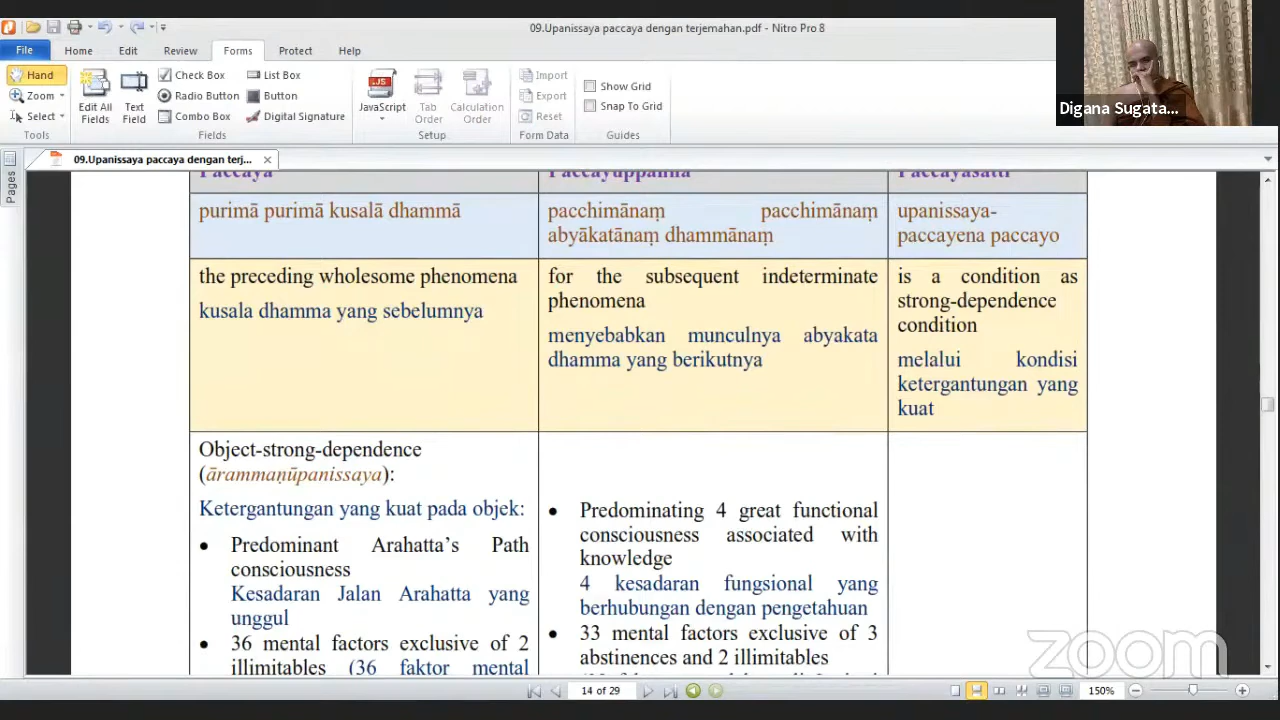 09.Upanissaya paccaya dengan terjemahan.pdf - Nitro Pro 8
File Home Edit Review Forms Protect Help
Hand
Zoom
Select
Tools
Edit All Fields
Text Field
Check Box
Radio Button
Combo Box
List Box
Button
Digital Signature
Fields
JavaScript
Tab Order
Calculation Order
Setup
Import
Export
Reset
Form Data
Show Grid
Snap To Grid
Guides
Digana Sugata...
09.Upanissaya paccaya dengan terj...
Pages
Paccaya
Paccayuppanna
Paccayasatti
purimā purimā kusalā dhammā
pacchimānaṃ pacchimānaṃ
abyākatānaṃ dhammānaṃ
upanissaya-
paccayena paccayo
the preceding wholesome phenomena
kusala dhamma yang sebelumnya
for the subsequent indeterminate
phenomena
menyebabkan munculnya abyakata
dhamma yang berikutnya
is a condition as
strong-dependence
condition
melalui kondisi
ketergantungan yang
kuat
Object-strong-dependence
(ārammaṇūpanissaya):
Ketergantungan yang kuat pada objek:
• Predominant Arahatta’s Path
consciousness
Kesadaran Jalan Arahatta yang
unggul
• 36 mental factors exclusive of 2
illimitables (36 faktor mental
• Predominating 4 great functional
consciousness associated with
knowledge
4 kesadaran fungsional yang
berhubungan dengan pengetahuan
• 33 mental factors exclusive of 3
abstinences and 2 illimitables
zoom
14 of 29
150%